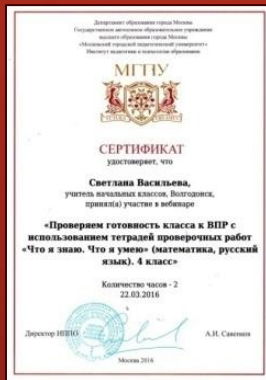 Департамент образования города Москвы
Государственное автономное образовательное учреждение
высшего образования города Москвы
«Московский городской педагогический университет»
Институт педагогики и психологии образования
МГПУ
СЕРТИФИКАТ
удостоверяет, что
Светлана Васильева,
учитель начальных классов, Волгодонск,
принял(а) участие в вебинаре
«Проверяем готовность класса к ВПР с
использованием тетрадей проверочных работ
«Что я знаю. Что я умею» (математика, русский
язык). 4 класс»
Количество часов - 2
22.03.2016
Директор ИППО
А.И. Савенков
Москва 2016